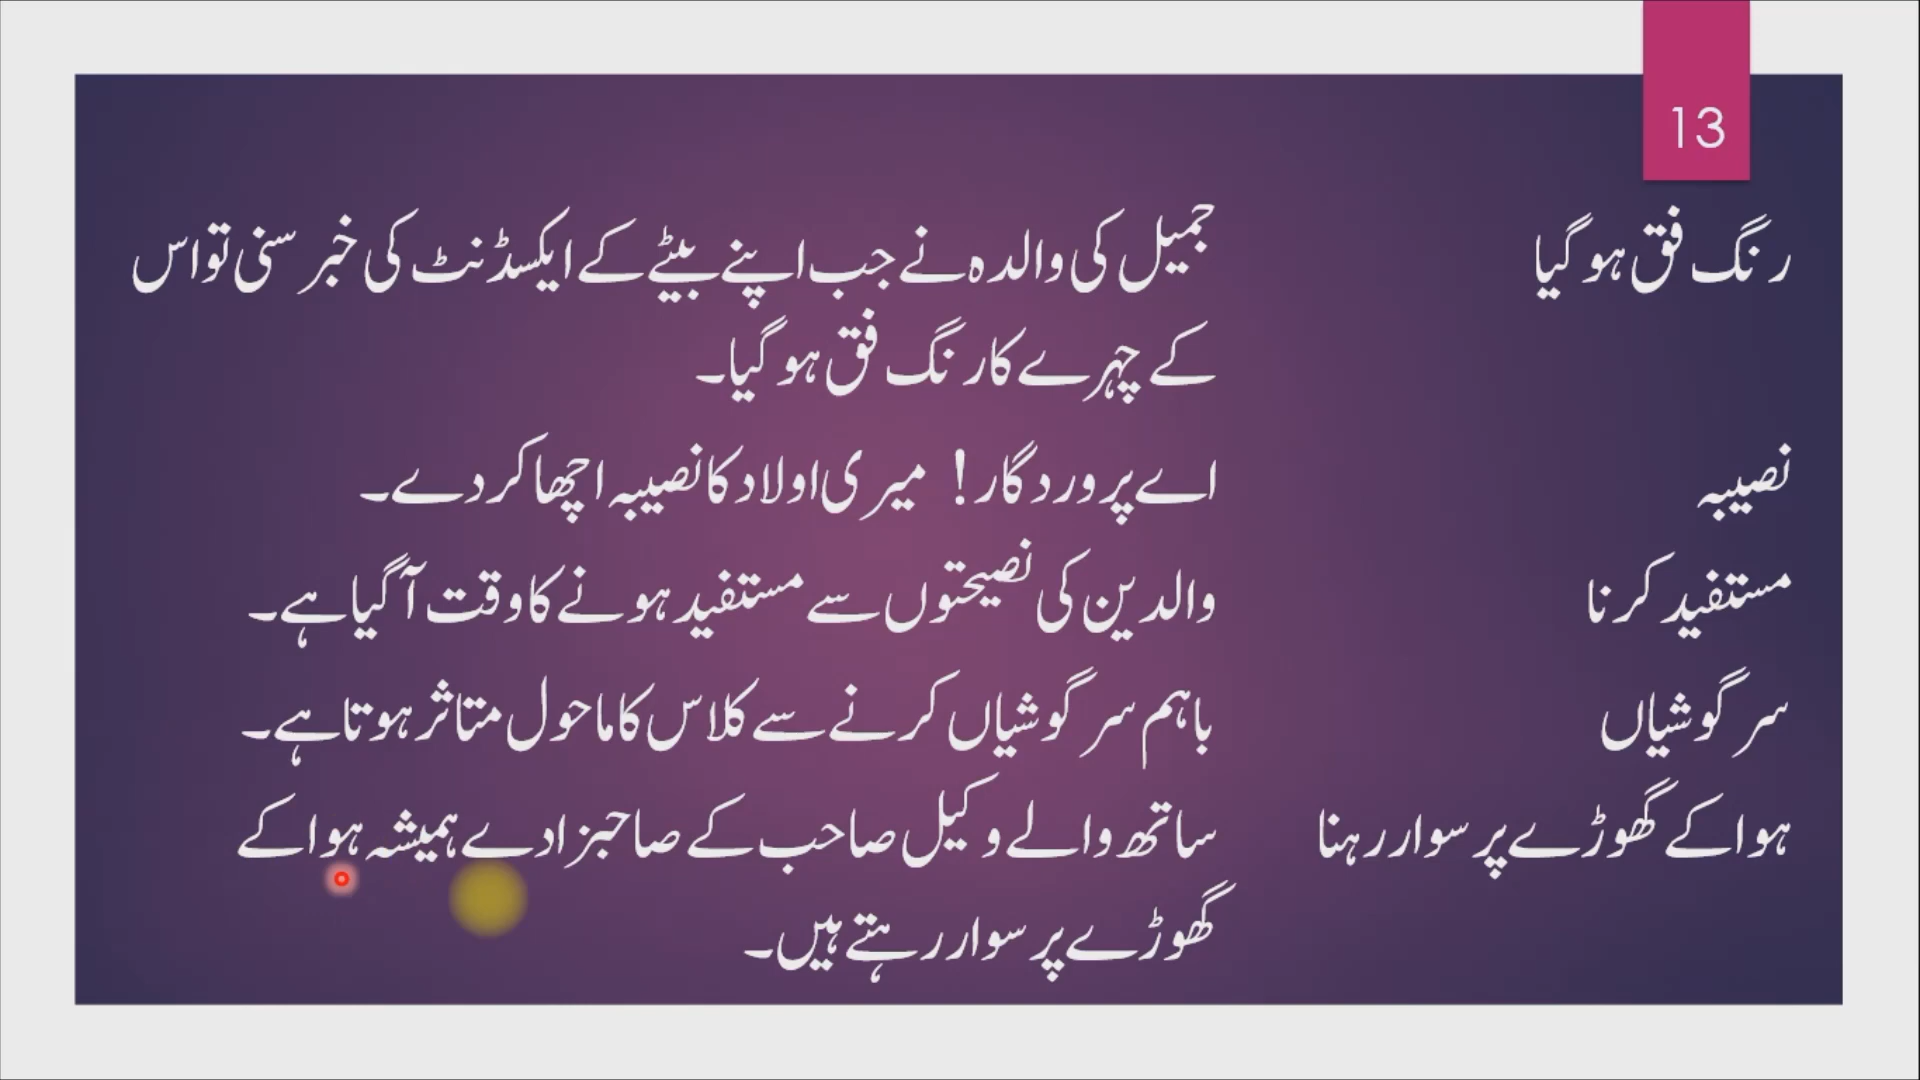 13
رنگ فق ہو گیا جمیل کی والدہ نے جب اپنے بیٹے کے ایکسڈنٹ کی خبر سنی تو اس
کے چہرے کا رنگ فق ہو گیا۔
نصیبہ اے پروردگار! میری اولاد کا نصیبہ اچھا کر دے۔
مستفید کرنا والدین کی نصیحتوں سے مستفید ہونے کا وقت آ گیا ہے۔
سرگوشیاں باہم سرگوشیاں کرنے سے کلاس کا ماحول متاثر ہوتا ہے۔
ہوا کے گھوڑے پر سوار رہنا ساتھ والے وکیل صاحب کے صاحبزادے ہمیشہ ہوا کے
گھوڑے پر سوار رہتے ہیں۔